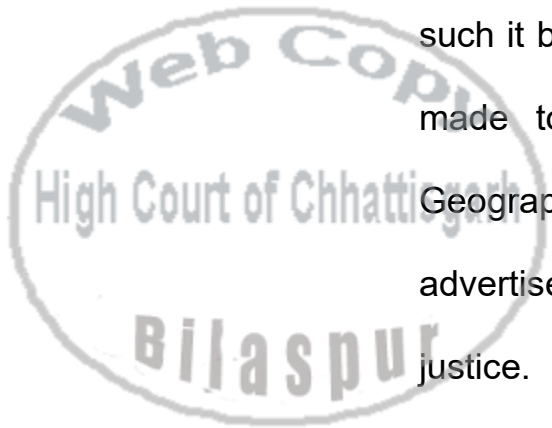 Web Copy
such it b
made to
High Court of Chhattisgarh
Geograp
advertise
Bilaspur
justice.